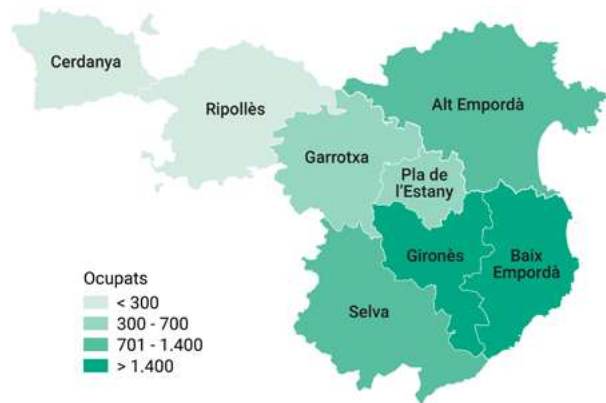 Cerdanya
Ripollès
Alt Empordà
Garrotxa
Pla de
l'Estany
Gironès
Baix
Empordà
Selva
Ocupats
< 300
300 - 700
701 - 1.400
> 1.400